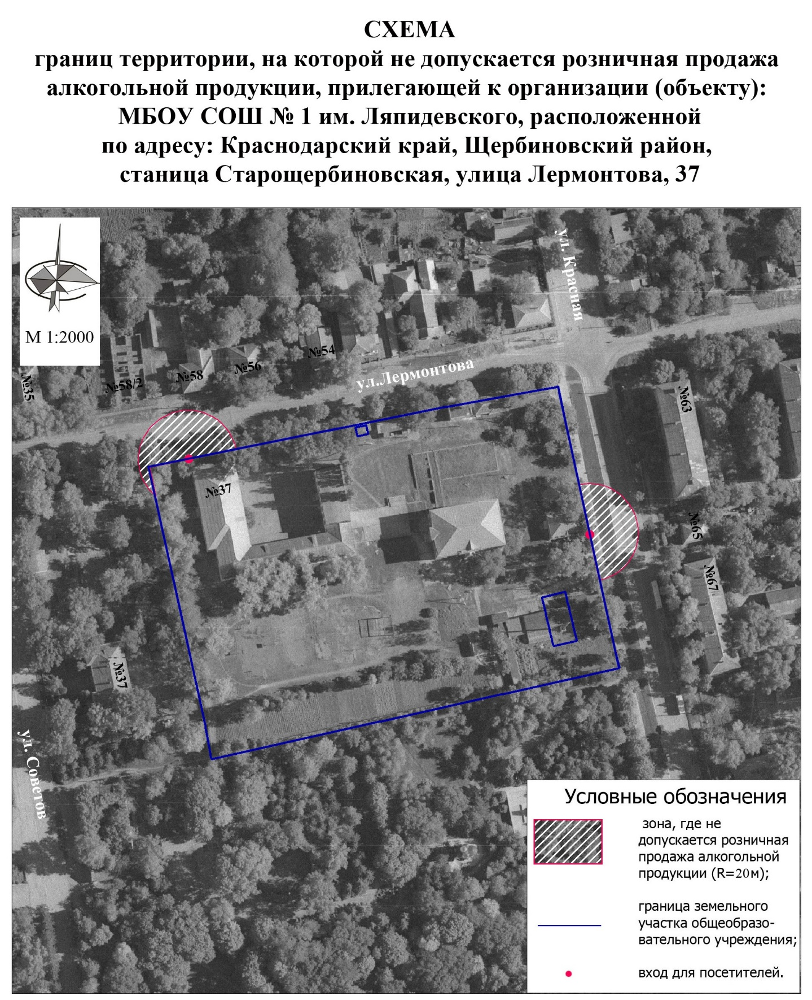 СХЕМА
границ территории, на которой не допускается розничная продажа
алкогольной продукции, прилегающей к организации (объекту):
МБОУ СОШ № 1 им. Ляпидевского, расположенной
по адресу: Краснодарский край, Щербиновский район,
станица Старощербиновская, улица Лермонтова, 37
М 1:2000
ул. Красная
№54
№56
№58
№58/2
№35
ул.Лермонтова
№63
№37
№65
№67
№37
ул. Советов
Условные обозначения
зона, где не
допускается розничная
продажа алкогольной
продукции (R=20м);
граница земельного
участка общеобразо-
вательного учреждения;
вход для посетителей.